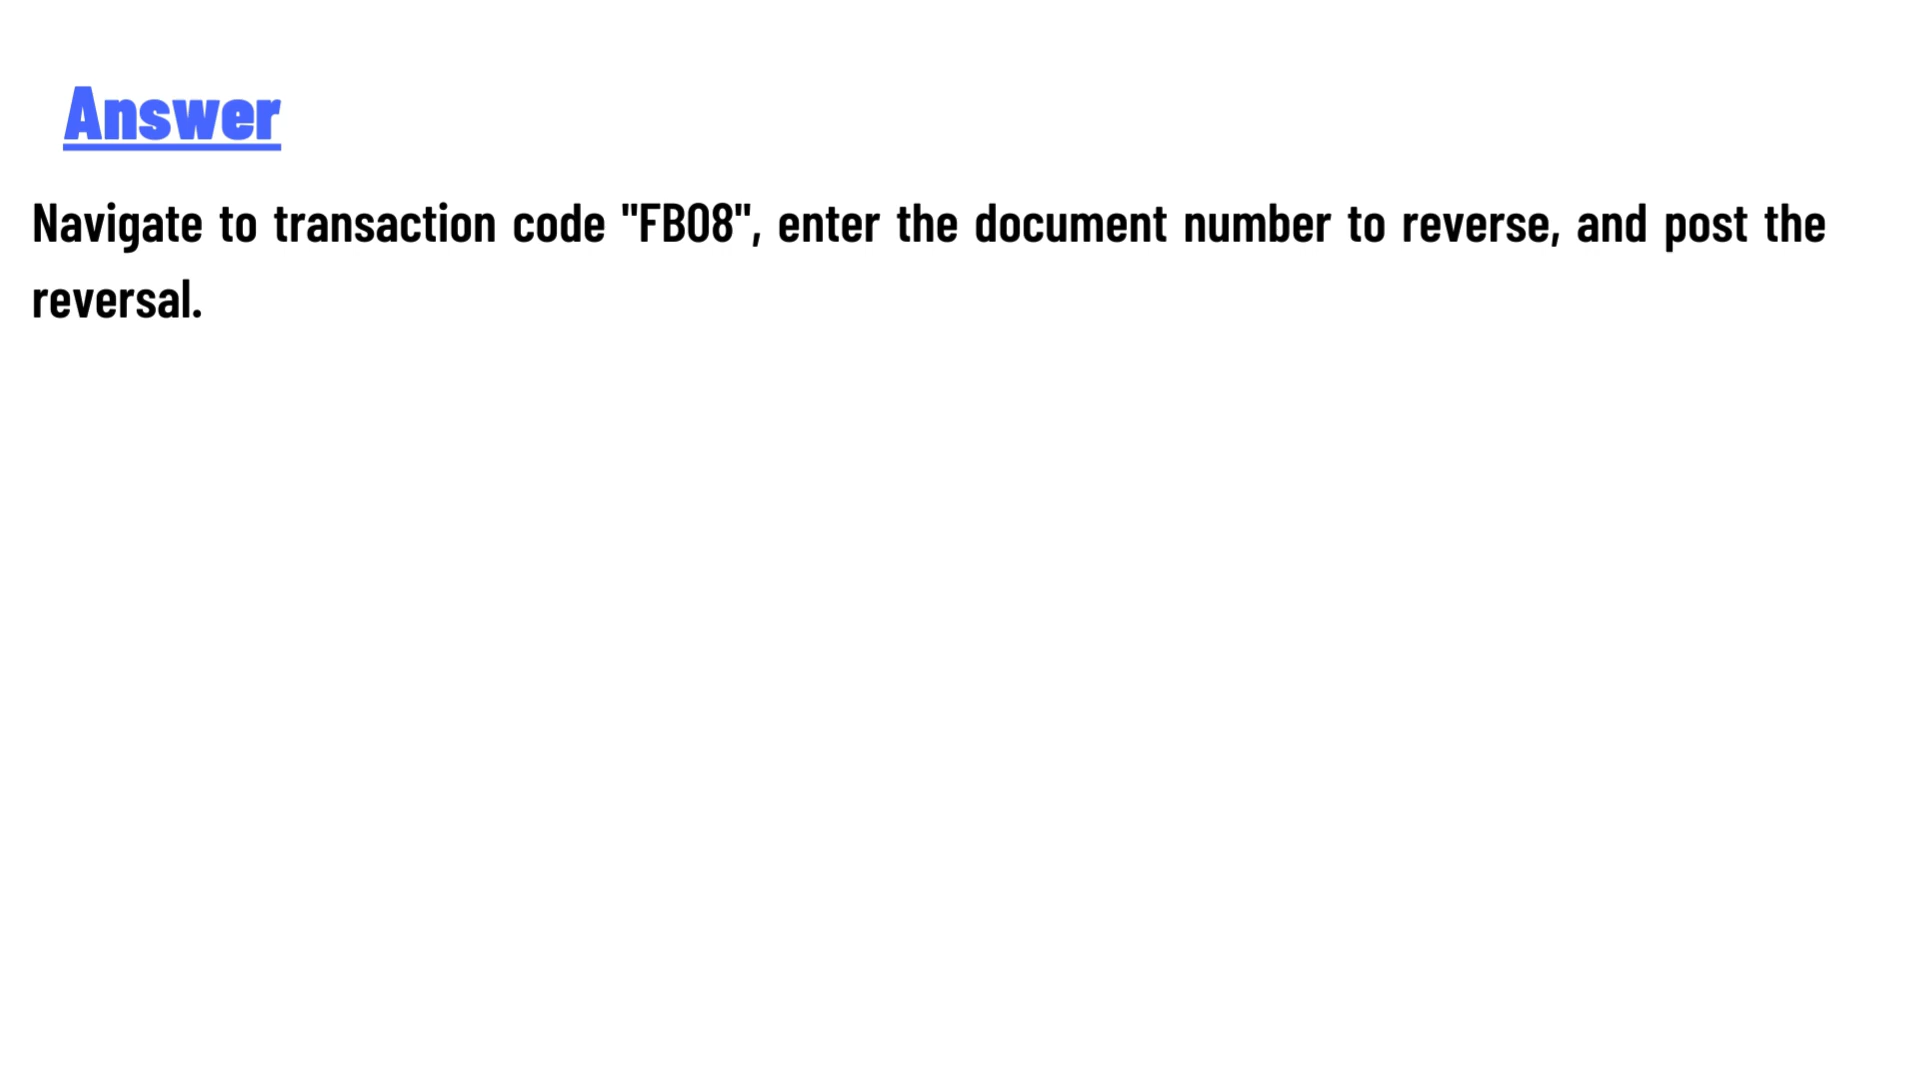 Answer
Navigate to transaction code "FB08", enter the document number to reverse, and post the
reversal.